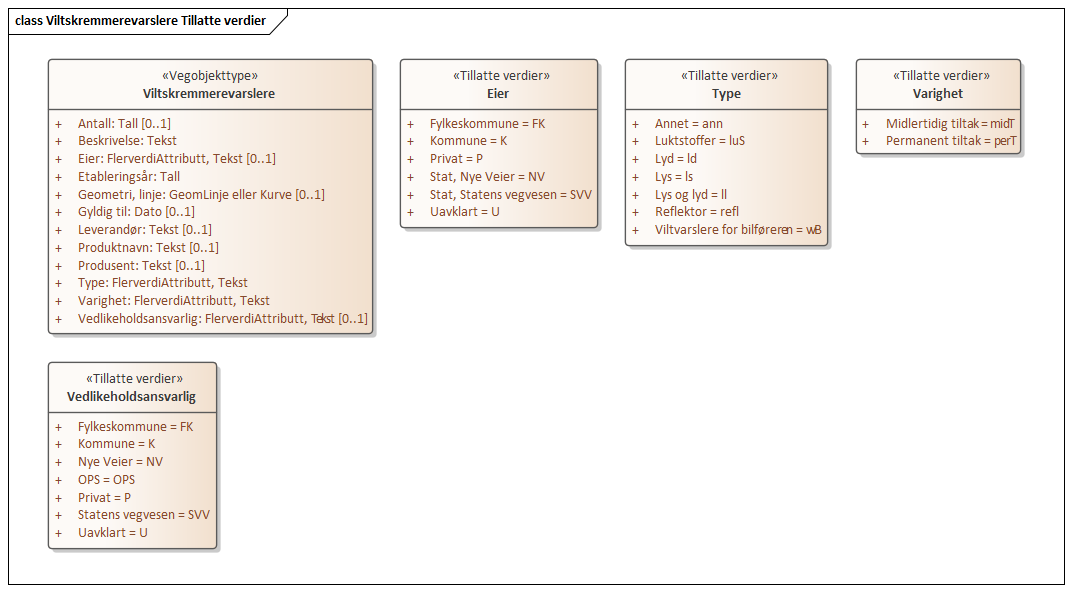 class Viltskremmerevarslere Tillatte verdier
«Vegobjekttype»
Viltskremmerevarslere
+ Antall: Tall [0..1]
+ Beskrivelse: Tekst
+ Eier: FlerverdiAttributt, Tekst [0..1]
+ Etableringsår: Tall
+ Geometri, linje: GeomLinje eller Kurve [0..1]
+ Gyldig til: Dato [0..1]
+ Leverandør: Tekst [0..1]
+ Produktnavn: Tekst [0..1]
+ Produsent: Tekst [0..1]
+ Type: FlerverdiAttributt, Tekst
+ Varighet: FlerverdiAttributt, Tekst
+ Vedlikeholdsansvarlig: FlerverdiAttributt, Tekst [0..1]
«Tillatte verdier»
Eier
+ Fylkeskommune = FK
+ Kommune = K
+ Privat = P
+ Stat, Nye Veier = NV
+ Stat, Statens vegvesen = SVV
+ Uavklart = U
«Tillatte verdier»
Type
+ Annet = ann
+ Luktstoffer = luS
+ Lyd = ld
+ Lys = ls
+ Lys og lyd = ll
+ Reflektor = refl
+ Viltvarslere for bilføreren = wB
«Tillatte verdier»
Varighet
+ Midlertidig tiltak = midT
+ Permanent tiltak = perT
«Tillatte verdier»
Vedlikeholdsansvarlig
+ Fylkeskommune = FK
+ Kommune = K
+ Nye Veier = NV
+ OPS = OPS
+ Privat = P
+ Statens vegvesen = SVV
+ Uavklart = U